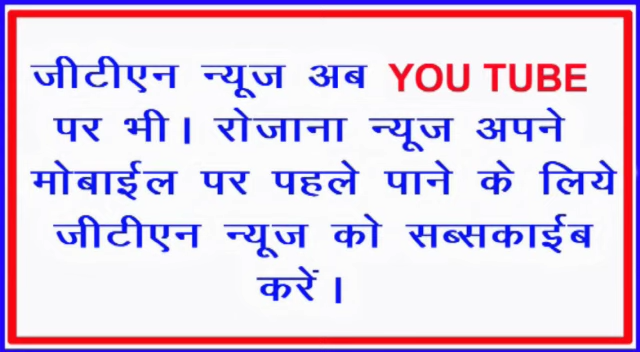 जीटीएन न्यूज अब YOU TUBE
पर भी। रोजाना न्यूज अपने
मोबाईल पर पहले पाने के लिये
जीटीएन न्यूज को सब्सकाईब
करें।